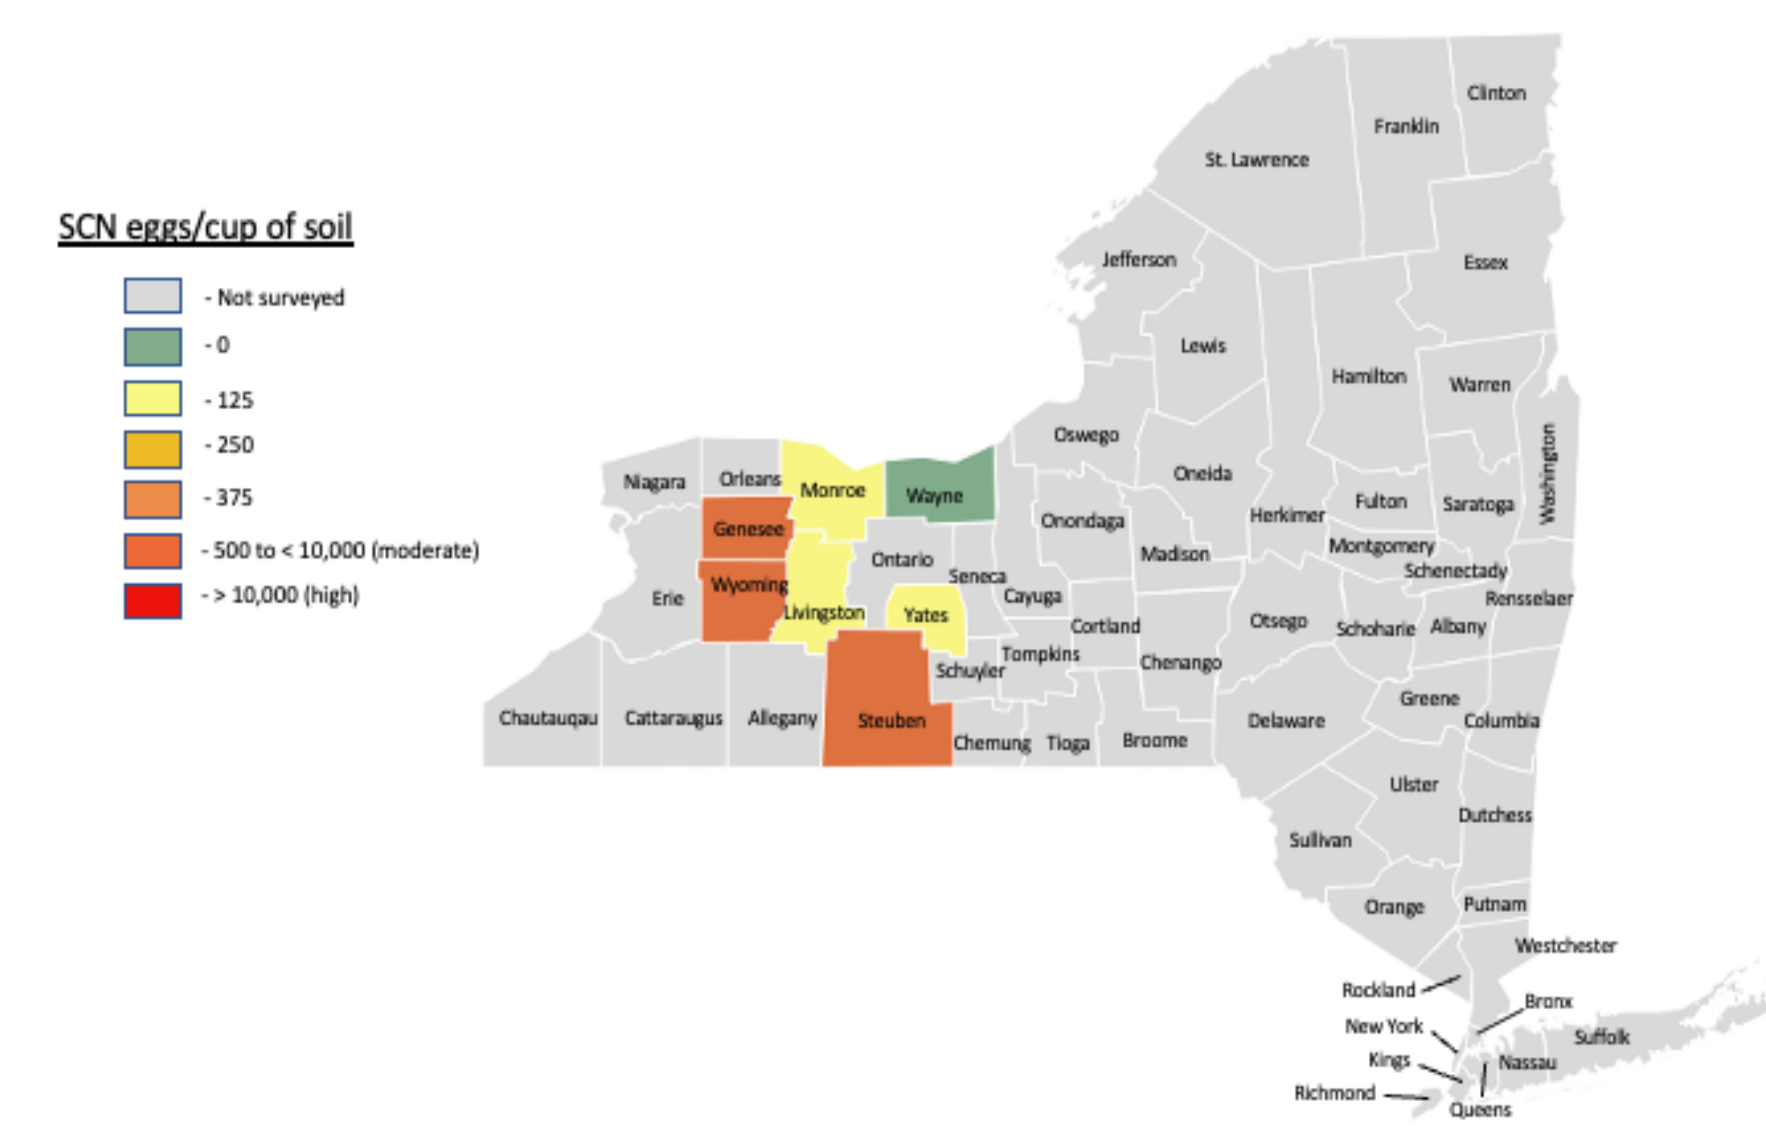 SCN eggs/cup of soil
- Not surveyed
- 0
- 125
- 250
- 375
- 500 to < 10,000 (moderate)
- > 10,000 (high)
Clinton
Franklin
St. Lawrence
Jefferson
Essex
Lewis
Hamilton
Warren
Washington
Oswego
Oneida
Niagara
Orleans
Monroe
Wayne
Onondaga
Herkimer
Fulton
Saratoga
Genesee
Ontario
Madison
Montgomery
Schenectady
Seneca
Wyoming
Livingston
Erie
Yates
Cayuga
Cortland
Otsego
Schoharie
Albany
Rensselaer
Schuyler
Tompkins
Chenango
Chautauqau
Cattaraugus
Allegany
Steuben
Chemung
Tioga
Broome
Delaware
Greene
Columbia
Ulster
Dutchess
Sullivan
Orange
Putnam
Westchester
Rockland
Bronx
New York
Suffolk
Kings
Nassau
Richmond
Queens